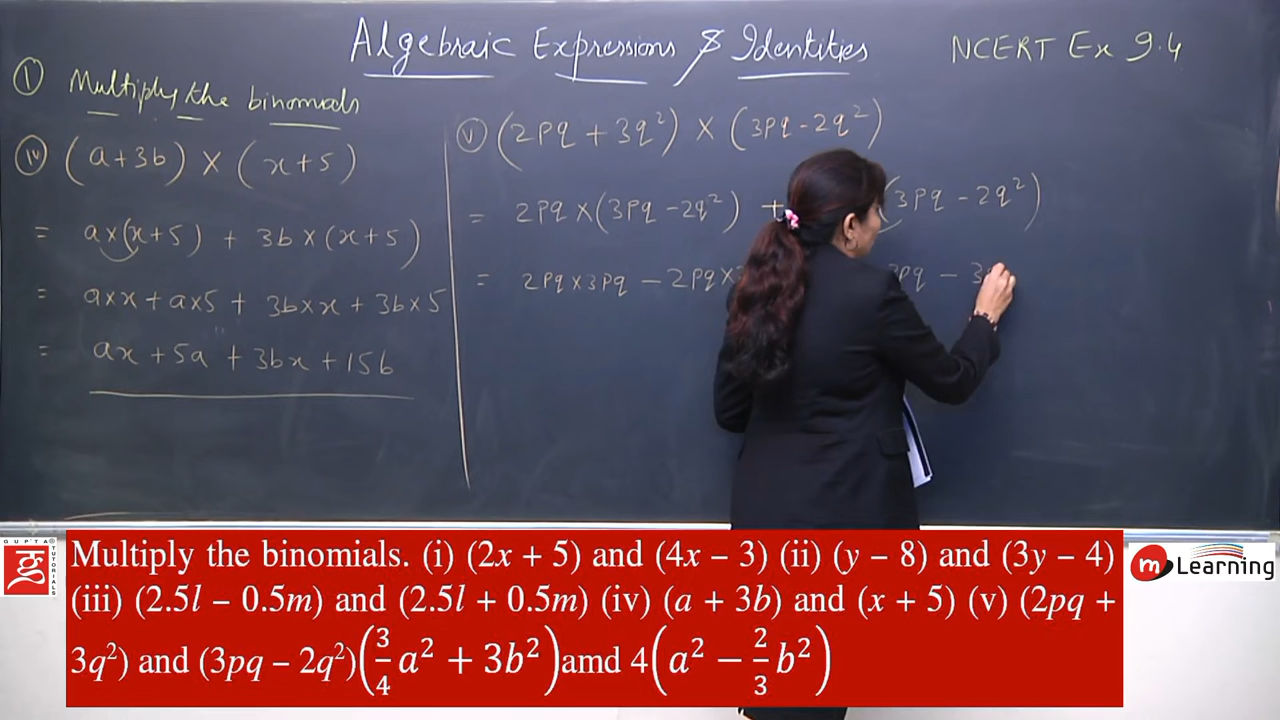 Algebraic Expressions & Identities
NCERT Ex 9.4
① Multiply the binomials
(iv) (a+3b) × (x+5)
= a×(x+5) + 3b×(x+5)
= a×x + a×5 + 3b×x + 3b×5
= ax + 5a + 3bx + 15b
(v) (2pq + 3q²) × (3pq - 2q²)
= 2pq × (3pq - 2q²) + (3pq - 2q²)
= 2pq×3pq - 2pq× 3pq - 3q
GUPTA TUTORIALS
Multiply the binomials. (i) (2x + 5) and (4x – 3) (ii) (y – 8) and (3y – 4)
(iii) (2.5l – 0.5m) and (2.5l + 0.5m) (iv) (a + 3b) and (x + 5) (v) (2pq +
3q²) and (3pq – 2q²)(3/4 a² + 3b²)amd 4(a² − 2/3 b²)
m Learning